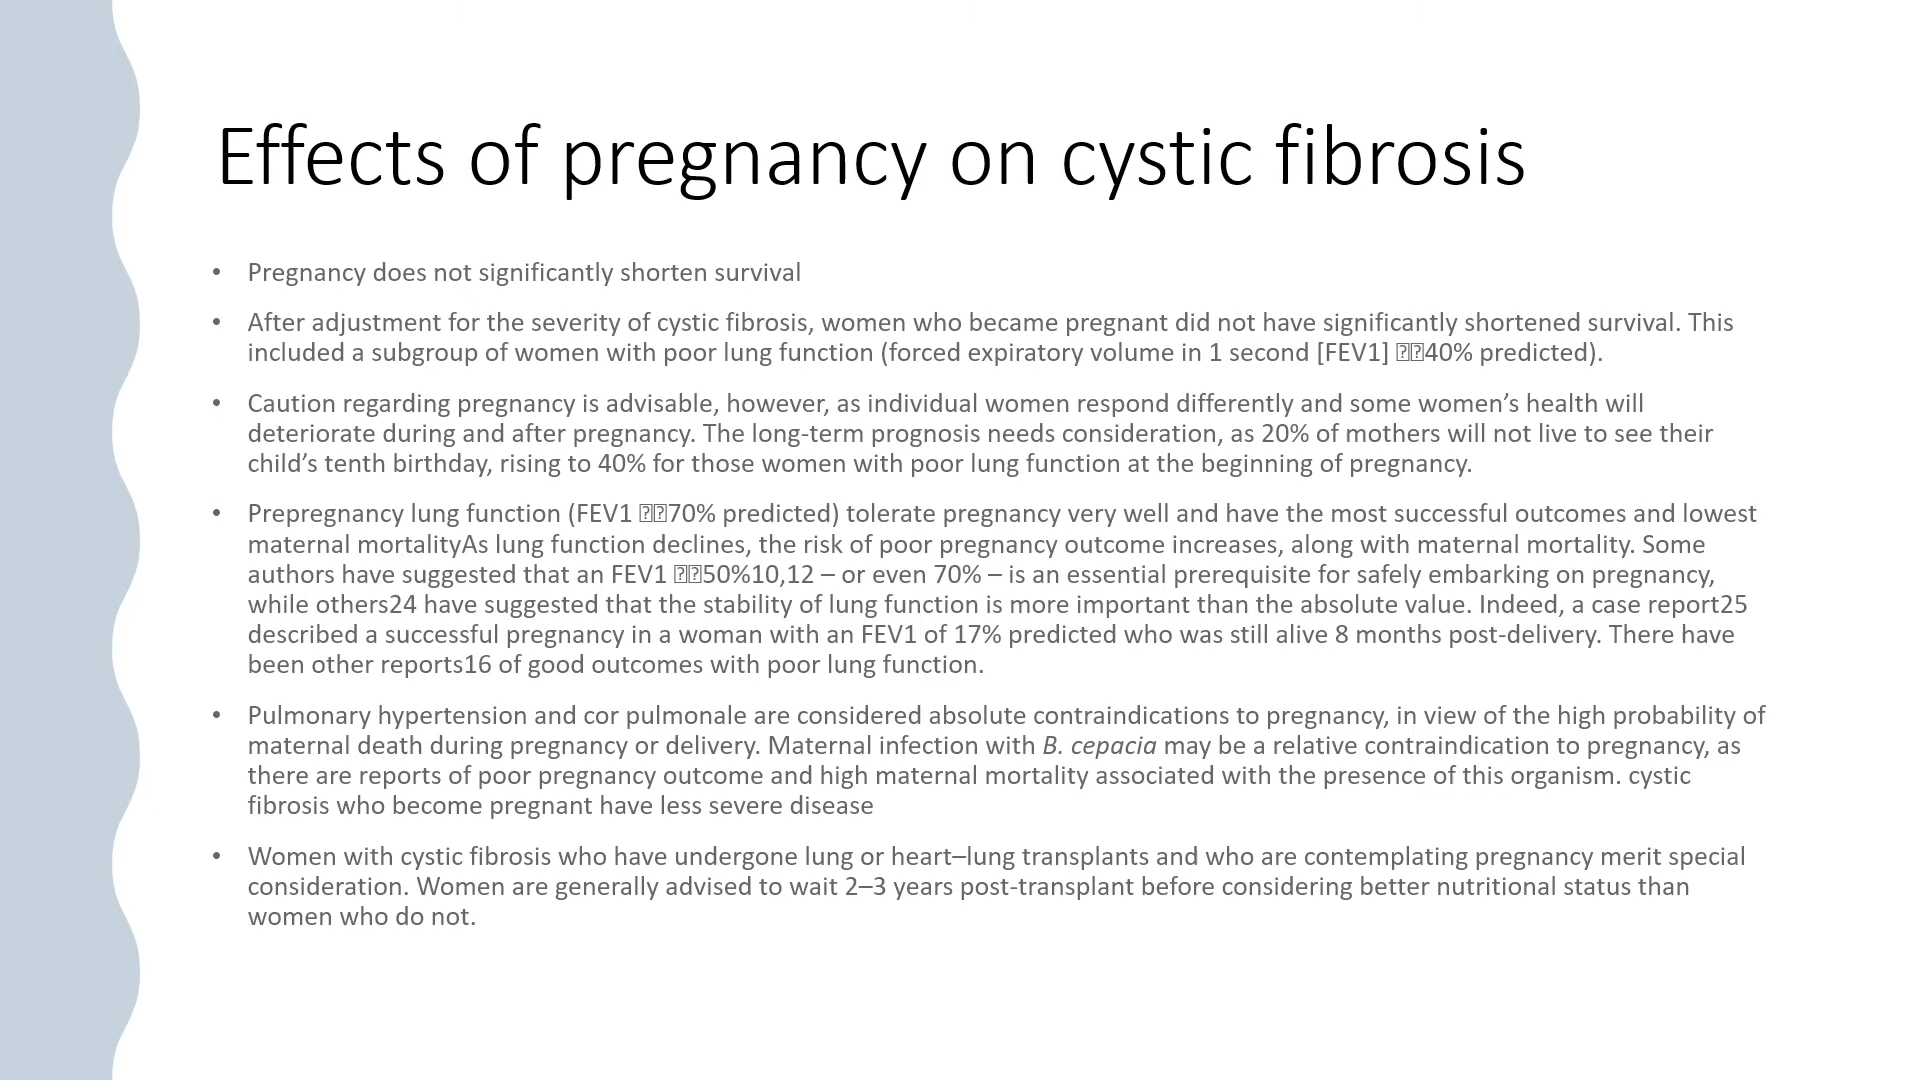 Effects of pregnancy on cystic fibrosis
• Pregnancy does not significantly shorten survival
• After adjustment for the severity of cystic fibrosis, women who became pregnant did not have significantly shortened survival. This
included a subgroup of women with poor lung function (forced expiratory volume in 1 second [FEV1] 40% predicted).
• Caution regarding pregnancy is advisable, however, as individual women respond differently and some women’s health will
deteriorate during and after pregnancy. The long-term prognosis needs consideration, as 20% of mothers will not live to see their
child’s tenth birthday, rising to 40% for those women with poor lung function at the beginning of pregnancy.
• Prepregnancy lung function (FEV1 70% predicted) tolerate pregnancy very well and have the most successful outcomes and lowest
maternal mortalityAs lung function declines, the risk of poor pregnancy outcome increases, along with maternal mortality. Some
authors have suggested that an FEV1 50%10,12 – or even 70% – is an essential prerequisite for safely embarking on pregnancy,
while others24 have suggested that the stability of lung function is more important than the absolute value. Indeed, a case report25
described a successful pregnancy in a woman with an FEV1 of 17% predicted who was still alive 8 months post-delivery. There have
been other reports16 of good outcomes with poor lung function.
• Pulmonary hypertension and cor pulmonale are considered absolute contraindications to pregnancy, in view of the high probability of
maternal death during pregnancy or delivery. Maternal infection with B. cepacia may be a relative contraindication to pregnancy, as
there are reports of poor pregnancy outcome and high maternal mortality associated with the presence of this organism. cystic
fibrosis who become pregnant have less severe disease
• Women with cystic fibrosis who have undergone lung or heart–lung transplants and who are contemplating pregnancy merit special
consideration. Women are generally advised to wait 2–3 years post-transplant before considering better nutritional status than
women who do not.